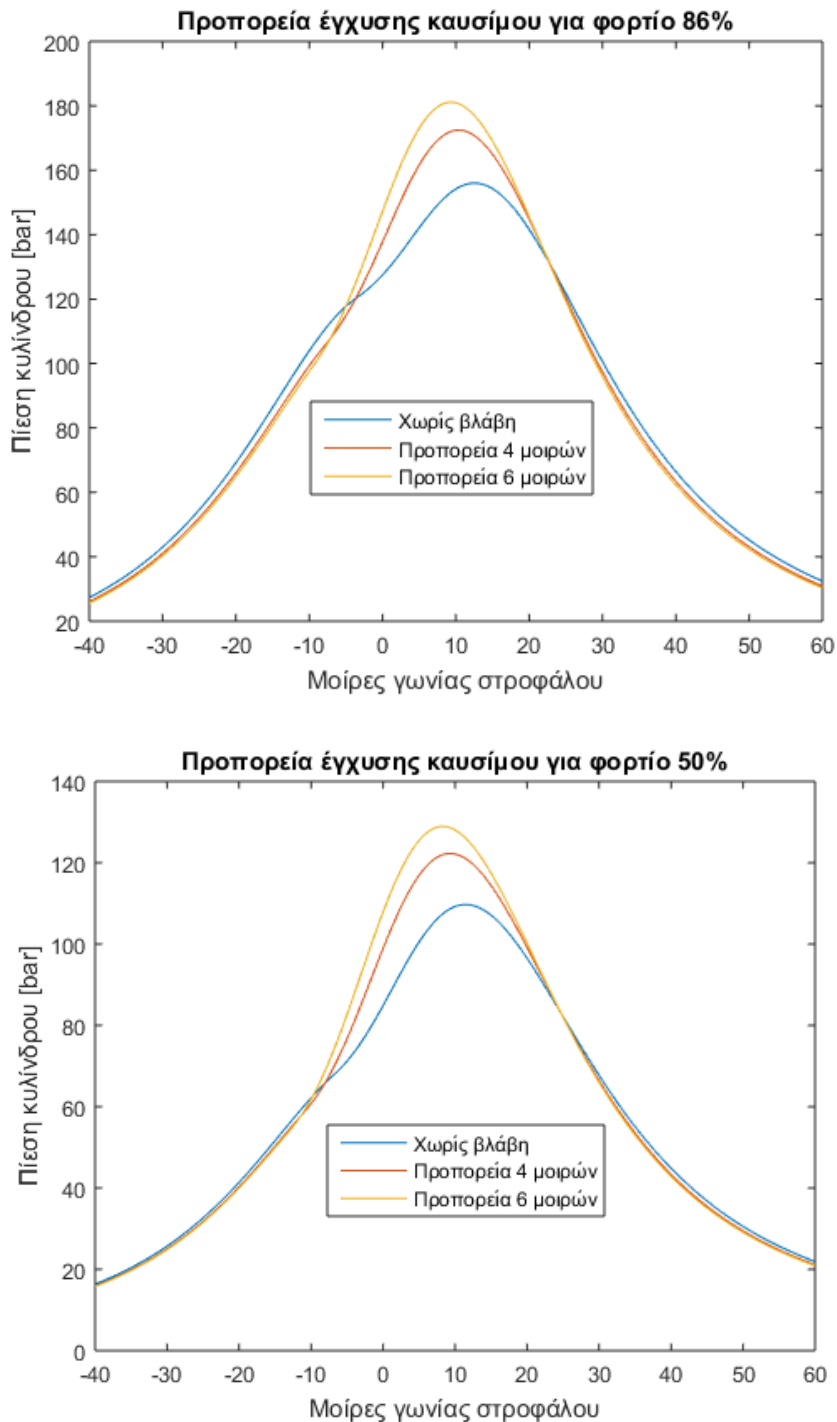 Προπορεία έγχυσης καυσίμου για φορτίο 86%
200
180
160
140
120
100
80
60
40
20
Πίεση κυλίνδρου [bar]
Χωρίς βλάβη
Προπορεία 4 μοιρών
Προπορεία 6 μοιρών
-40 -30 -20 -10 0 10 20 30 40 50 60
Μοίρες γωνίας στροφάλου
Προπορεία έγχυσης καυσίμου για φορτίο 50%
140
120
100
80
60
40
20
0
Πίεση κυλίνδρου [bar]
Χωρίς βλάβη
Προπορεία 4 μοιρών
Προπορεία 6 μοιρών
-40 -30 -20 -10 0 10 20 30 40 50 60
Μοίρες γωνίας στροφάλου